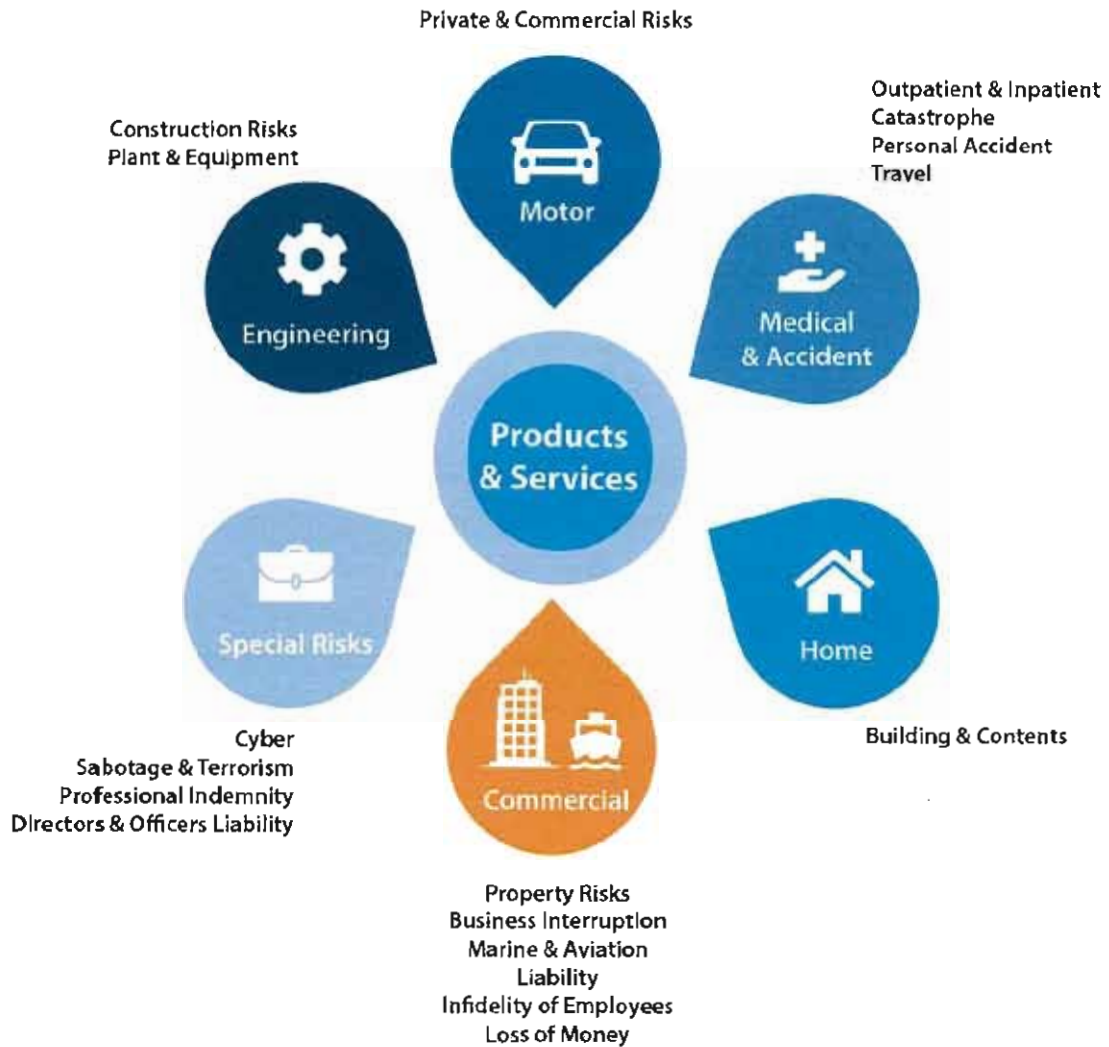 Private & Commercial Risks
Motor
Outpatient & Inpatient
Catastrophe
Personal Accident
Travel
Medical
& Accident
Construction Risks
Plant & Equipment
Engineering
Products
& Services
Special Risks
Cyber
Sabotage & Terrorism
Professional Indemnity
Directors & Officers Liability
Home
Building & Contents
Commercial
Property Risks
Business Interruption
Marine & Aviation
Liability
Infidelity of Employees
Loss of Money